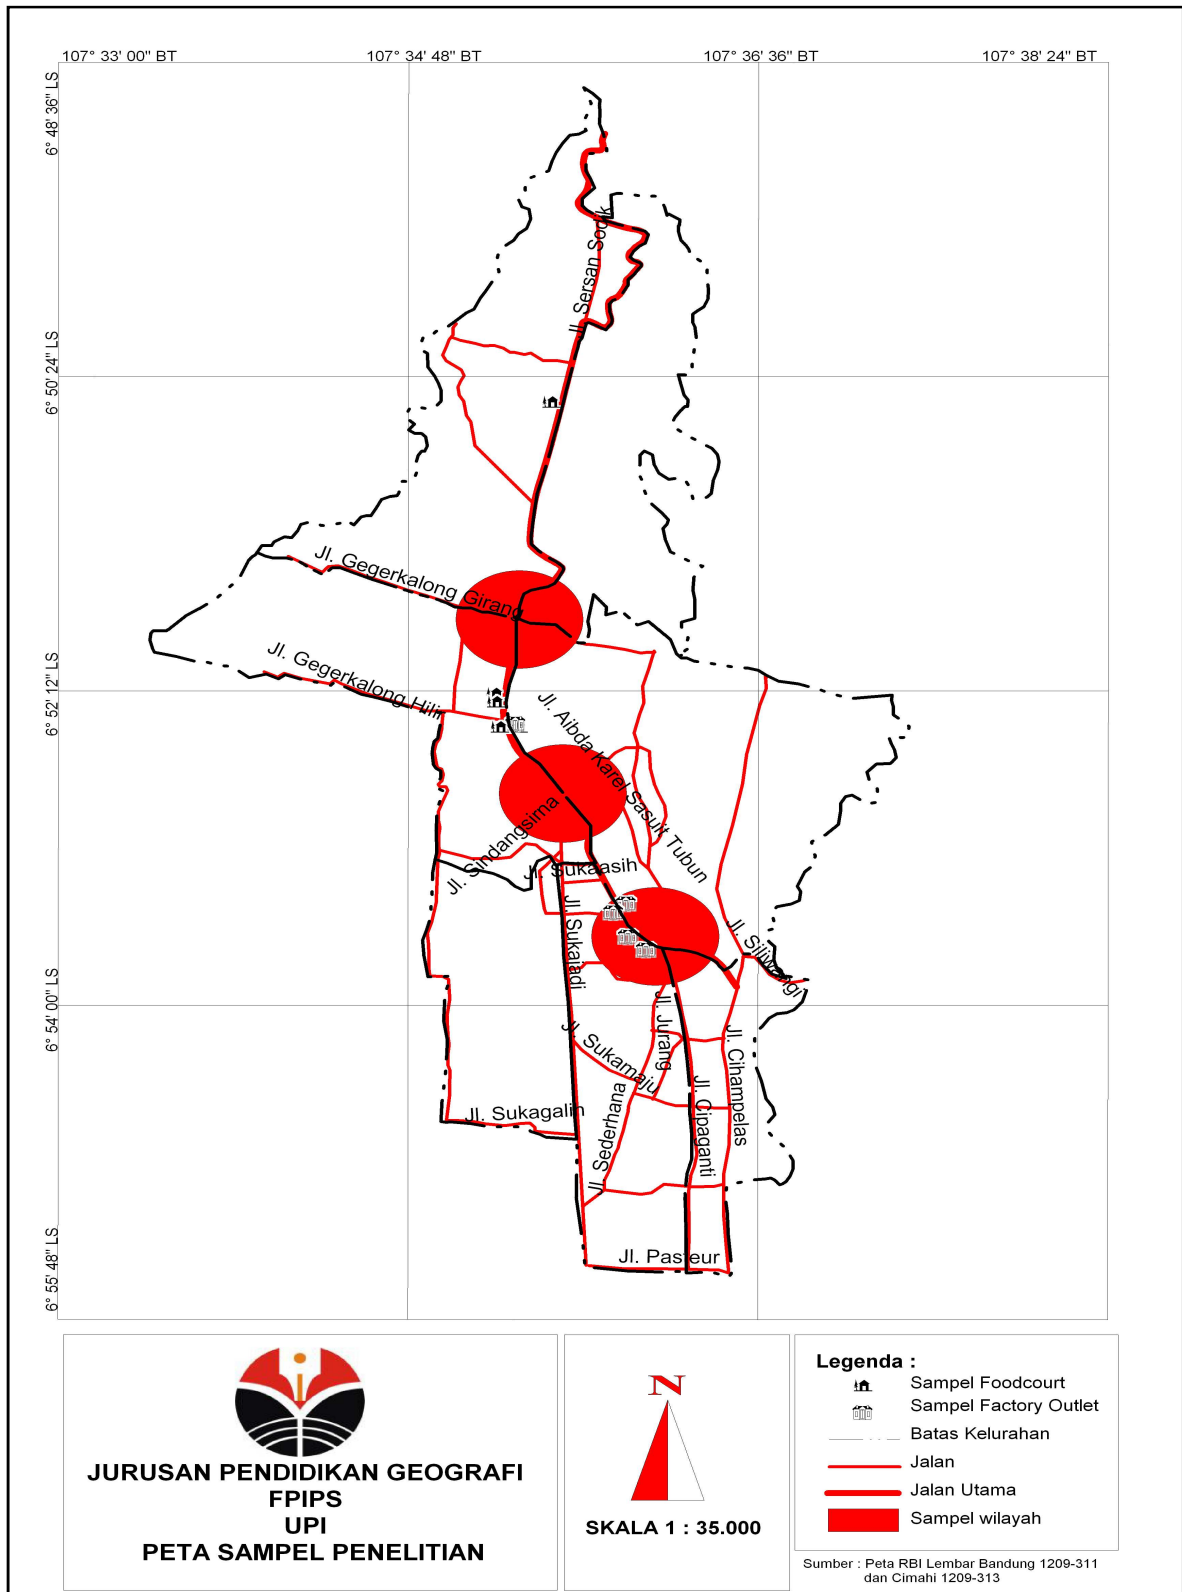 107° 33' 00" BT
107° 34' 48" BT
107° 36' 36" BT
107° 38' 24" BT
6° 48' 36" LS
6° 50' 24" LS
6° 52' 12" LS
6° 54' 00" LS
6° 55' 48" LS
Jl. Sersan Sodik
Jl. Gegerkalong Girang
Jl. Gegerkalong Hilir
Jl. Aibda Karel Sasuit Tubun
Jl. Sindangsirna
Jl. Sukaasih
Jl. Sukajadi
Jl. Siliwangi
Jl. Jurang
Jl. Sukamaju
Jl. Cihampelas
Jl. Cipaganti
Jl. Sederhana
Jl. Sukagalih
Jl. Pasteur
JURUSAN PENDIDIKAN GEOGRAFI
FPIPS
UPI
PETA SAMPEL PENELITIAN
N
SKALA 1 : 35.000
Legenda :
Sampel Foodcourt
Sampel Factory Outlet
Batas Kelurahan
Jalan
Jalan Utama
Sampel wilayah
Sumber : Peta RBI Lembar Bandung 1209-311
dan Cimahi 1209-313